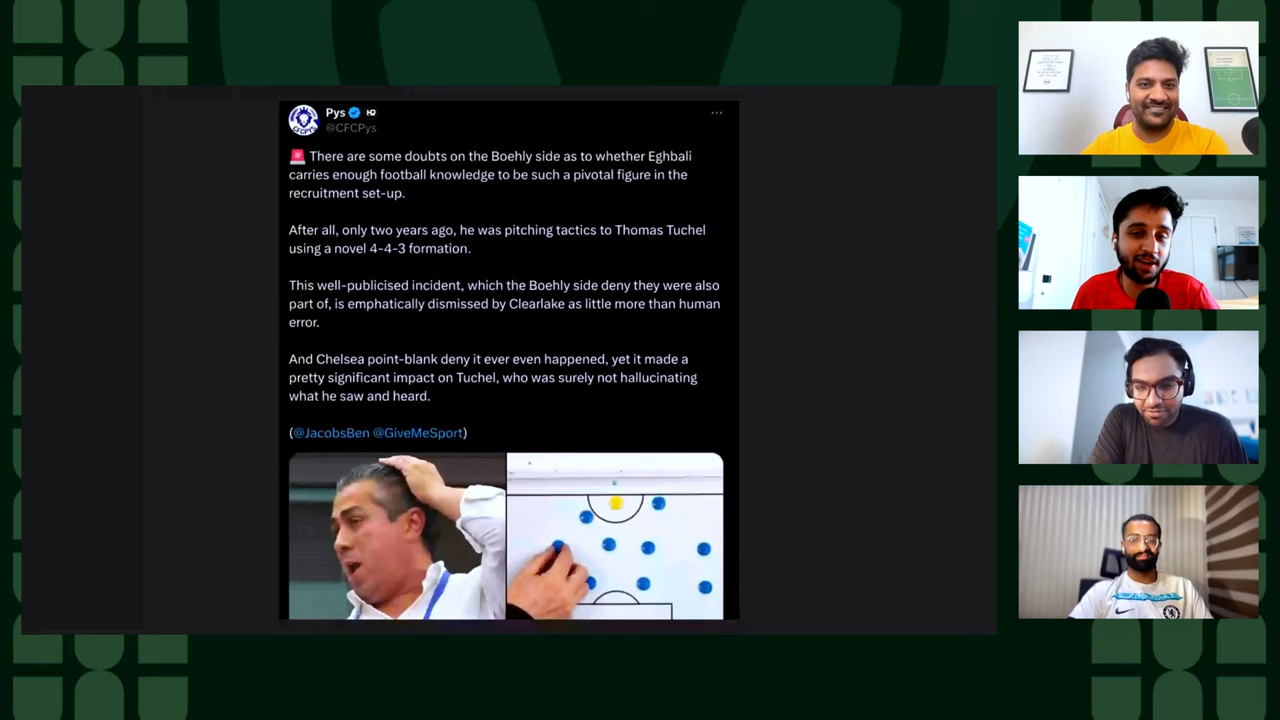 Pys
@CFCPys
🚨 There are some doubts on the Boehly side as to whether Eghbali
carries enough football knowledge to be such a pivotal figure in the
recruitment set-up.
After all, only two years ago, he was pitching tactics to Thomas Tuchel
using a novel 4-4-3 formation.
This well-publicised incident, which the Boehly side deny they were also
part of, is emphatically dismissed by Clearlake as little more than human
error.
And Chelsea point-blank deny it ever even happened, yet it made a
pretty significant impact on Tuchel, who was surely not hallucinating
what he saw and heard.
(@JacobsBen @GiveMeSport)